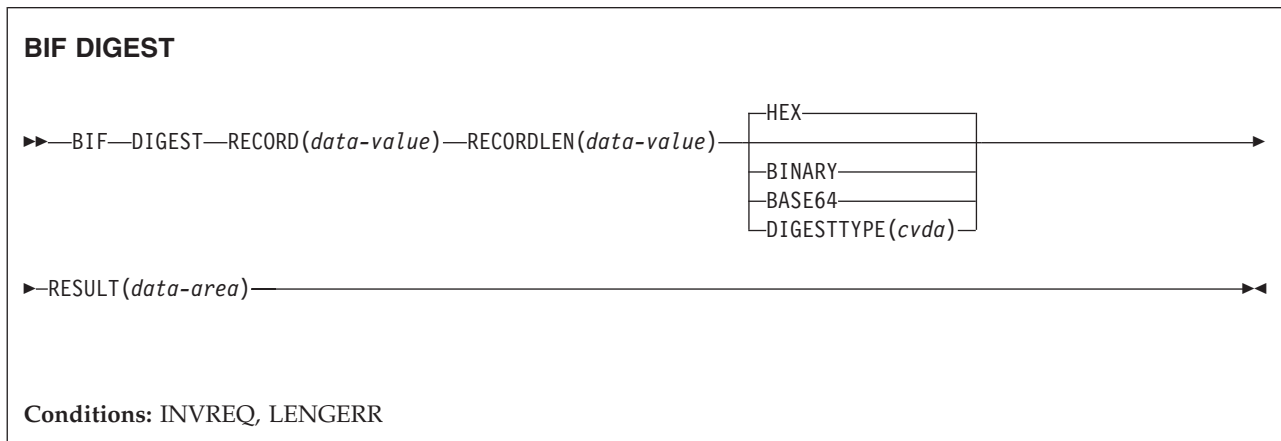 BIF DIGEST
HEX
►►—BIF—DIGEST—RECORD(data-value)—RECORDLEN(data-value)—►
BINARY
BASE64
DIGESTTYPE(cvda)
►—RESULT(data-area)—►◄
Conditions: INVREQ, LENGERR